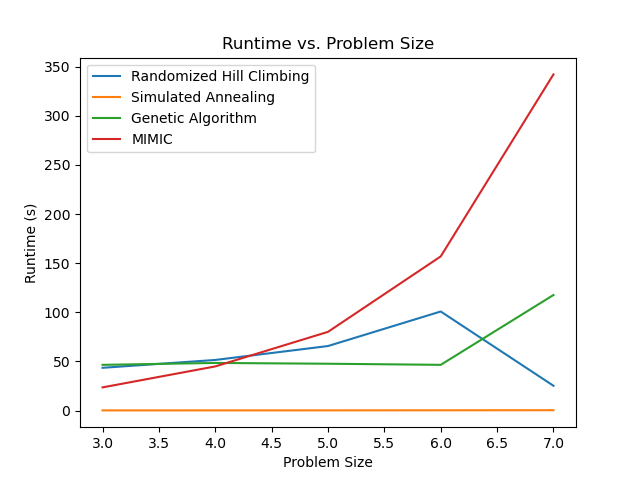 Runtime vs. Problem Size
Randomized Hill Climbing
Simulated Annealing
Genetic Algorithm
MIMIC
350
300
250
200
150
100
50
0
Runtime (s)
3.0 3.5 4.0 4.5 5.0 5.5 6.0 6.5 7.0
Problem Size